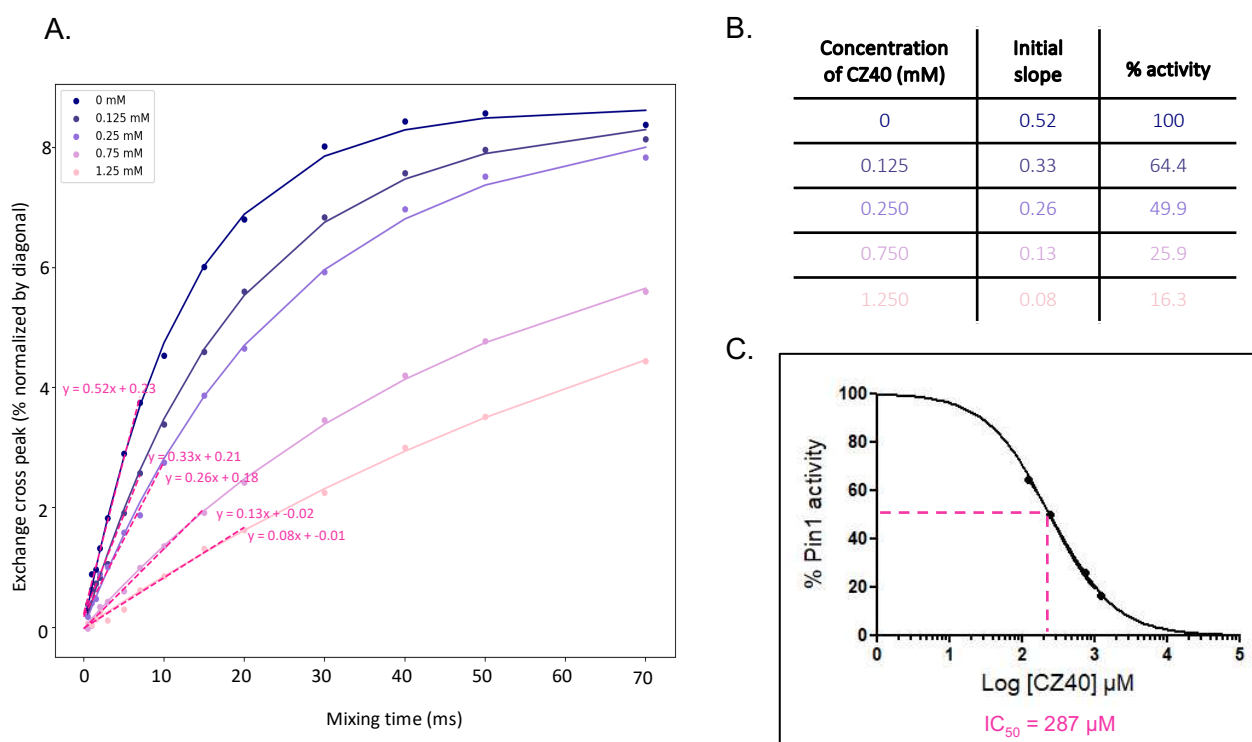 A.
Exchange cross peak (% normalized by diagonal)
0 mM
0.125 mM
0.25 mM
0.75 mM
1.25 mM
8
6
4
2
0
y = 0.52x + 0.23
y = 0.33x + 0.21
y = 0.26x + 0.18
y = 0.13x + -0.02
y = 0.08x + -0.01
0 10 20 30 40 50 60 70
Mixing time (ms)
B.
Concentration of CZ40 (mM) Initial slope % activity
0 0.52 100
0.125 0.33 64.4
0.250 0.26 49.9
0.750 0.13 25.9
1.250 0.08 16.3
C.
% Pin1 activity
100
80
60
40
20
0
0 1 2 3 4 5
Log [CZ40] µM
IC50 = 287 µM